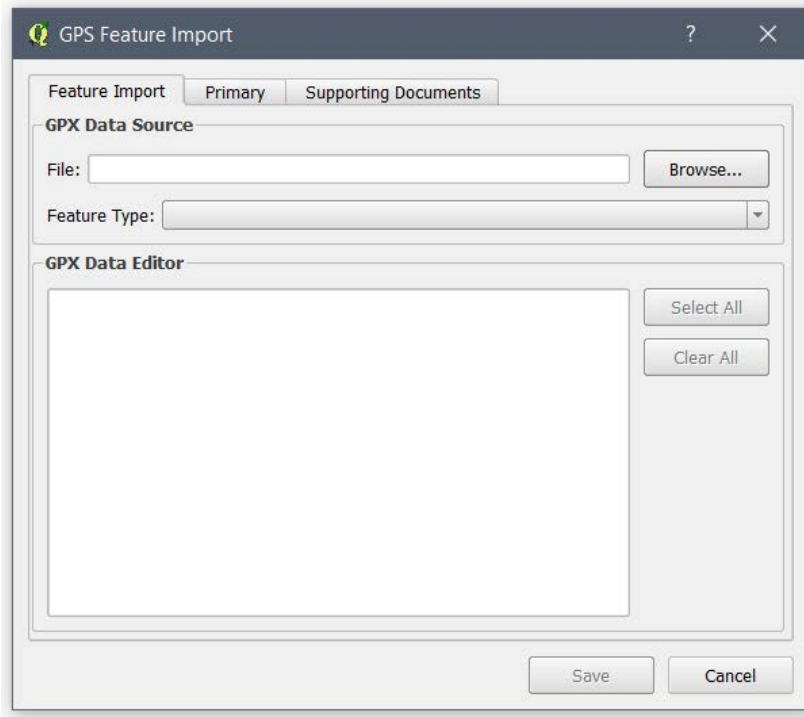 GPS Feature Import ?
Feature Import Primary Supporting Documents
GPX Data Source
File: Browse...
Feature Type:
GPX Data Editor
Select All
Clear All
Save Cancel